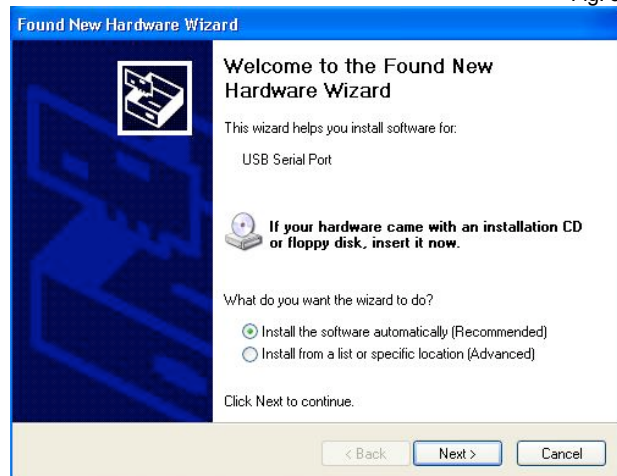 Found New Hardware Wizard
Welcome to the Found New
Hardware Wizard
This wizard helps you install software for:
USB Serial Port
If your hardware came with an installation CD
or floppy disk, insert it now.
What do you want the wizard to do?
Install the software automatically (Recommended)
Install from a list or specific location (Advanced)
Click Next to continue.
< Back
Next >
Cancel